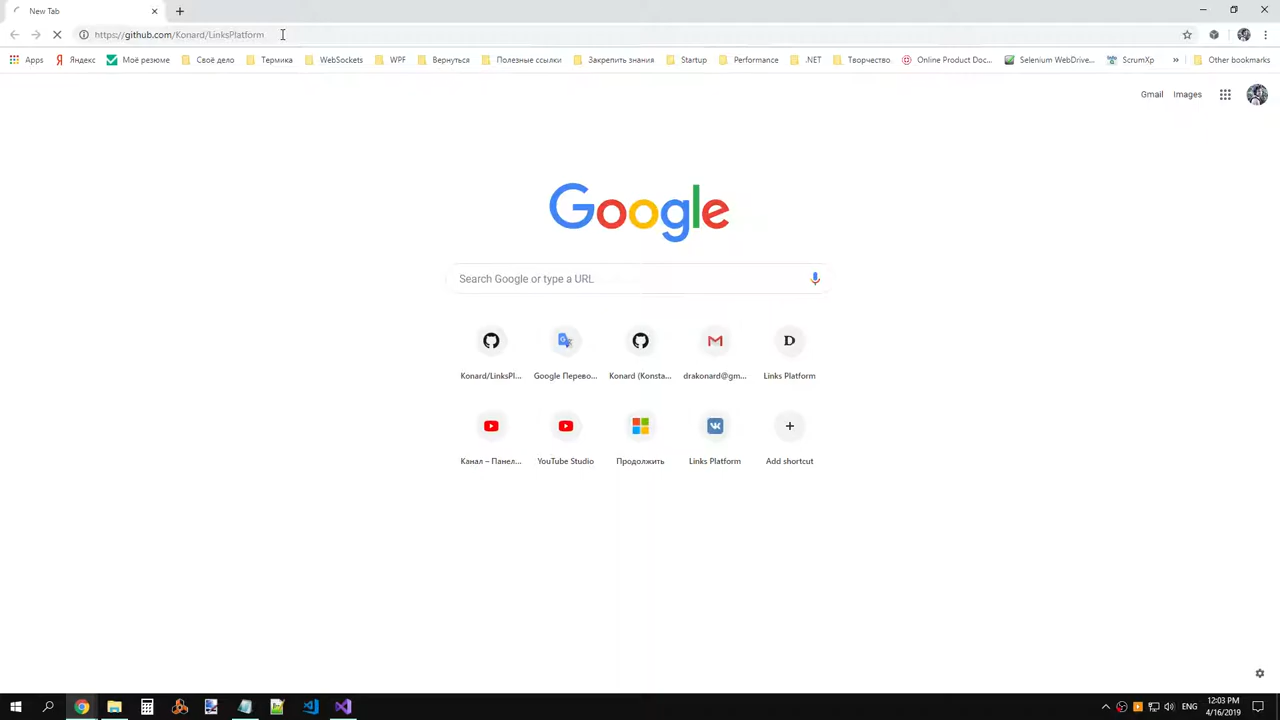 New Tab
https://github.com/Konard/LinksPlatform
Apps Яндекс Моё резюме Своё дело Термика WebSockets WPF Вернуться Полезные ссылки Закрепить знания Startup Performance .NET Творчество Online Product Doc... Selenium WebDrive... ScrumXp » Other bookmarks
Gmail Images
Google
Search Google or type a URL
Konard/LinksPl... Google Перево... Konard (Konsta... drakonard@gm... D Links Platform
Канал – Панел... YouTube Studio Продолжить Links Platform Add shortcut
12:03 PM
ENG
4/16/2019